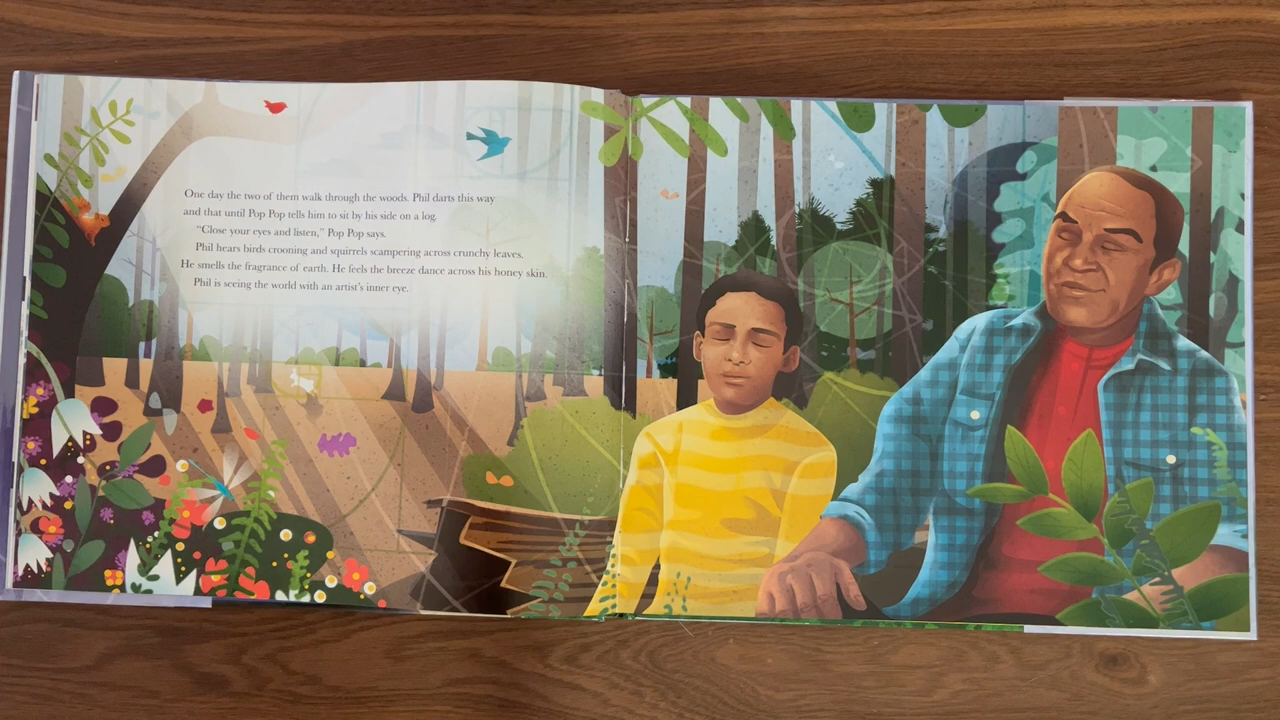 One day the two of them walk through the woods. Phil darts this way
and that until Pop Pop tells him to sit by his side on a log.
“Close your eyes and listen,” Pop Pop says.
Phil hears birds crooning and squirrels scampering across crunchy leaves.
He smells the fragrance of earth. He feels the breeze dance across his honey skin.
Phil is seeing the world with an artist’s inner eye.